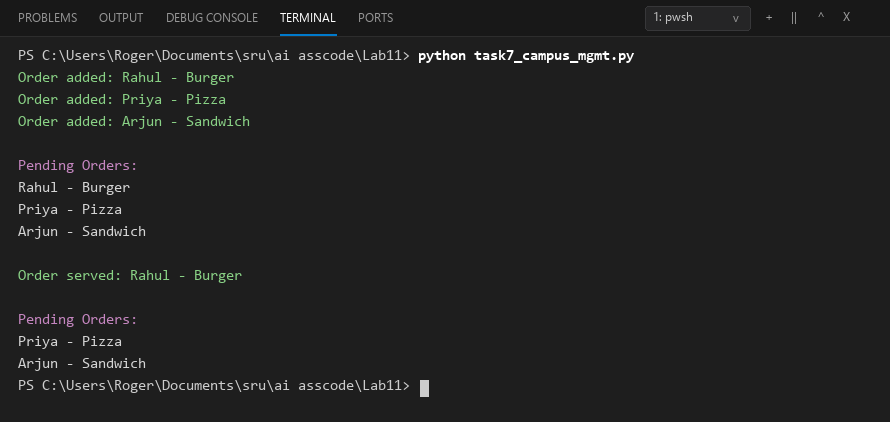 PROBLEMS OUTPUT DEBUG CONSOLE TERMINAL PORTS 1: pwsh v + || ^ X
PS C:\Users\Roger\Documents\sru\ai asscode\Lab11> python task7_campus_mgmt.py
Order added: Rahul - Burger
Order added: Priya - Pizza
Order added: Arjun - Sandwich
Pending Orders:
Rahul - Burger
Priya - Pizza
Arjun - Sandwich
Order served: Rahul - Burger
Pending Orders:
Priya - Pizza
Arjun - Sandwich
PS C:\Users\Roger\Documents\sru\ai asscode\Lab11>